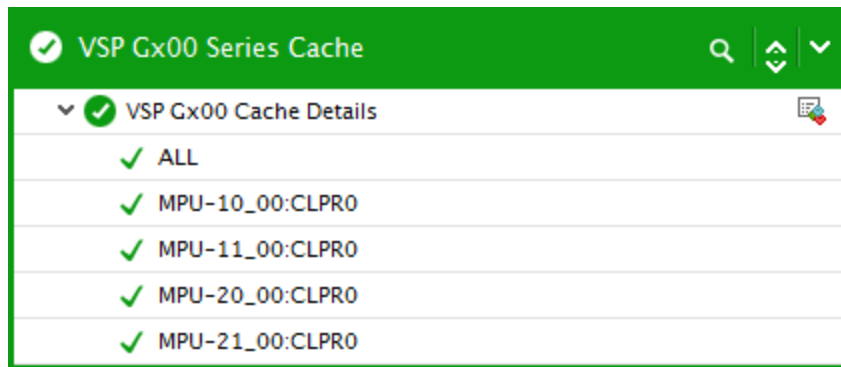 VSP Gx00 Series Cache
VSP Gx00 Cache Details
ALL
MPU-10_00:CLPR0
MPU-11_00:CLPR0
MPU-20_00:CLPR0
MPU-21_00:CLPR0